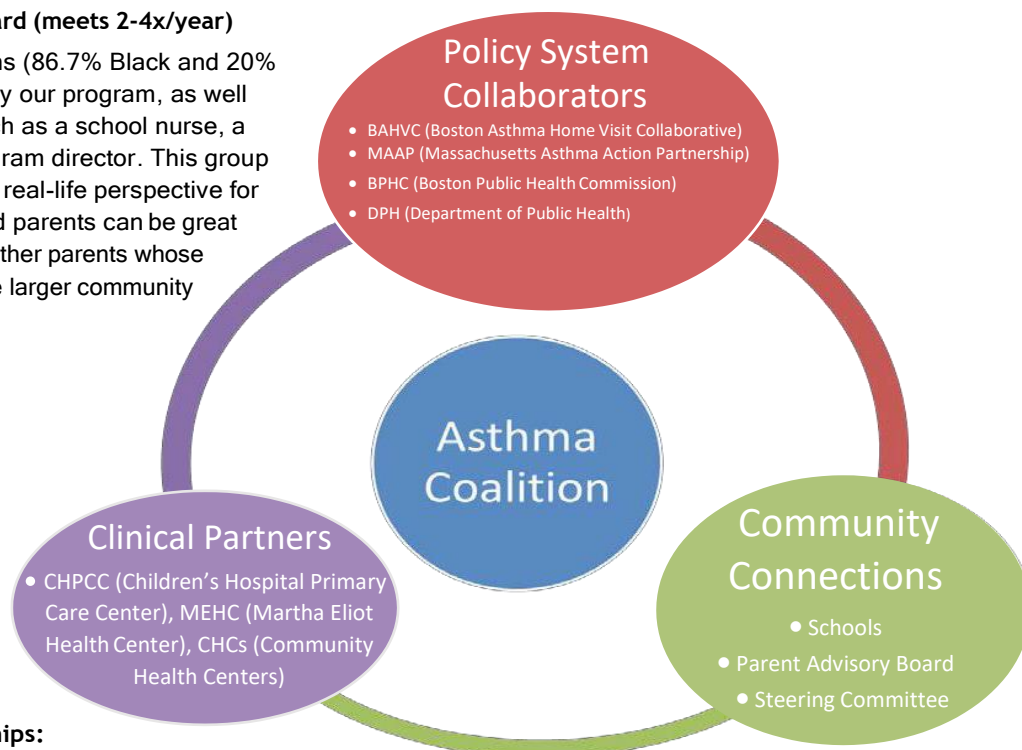 ard (meets 2-4x/year)
ns (86.7% Black and 20%
y our program, as well
ch as a school nurse, a
gram director. This group
real-life perspective for
d parents can be great
ther parents whose
e larger community
Policy System
Collaborators
• BAHVC (Boston Asthma Home Visit Collaborative)
• MAAP (Massachusetts Asthma Action Partnership)
• BPHC (Boston Public Health Commission)
• DPH (Department of Public Health)
Asthma
Coalition
Clinical Partners
• CHPCC (Children's Hospital Primary
Care Center), MEHC (Martha Eliot
Health Center), CHCs (Community
Health Centers)
Community
Connections
• Schools
• Parent Advisory Board
• Steering Committee
hips: